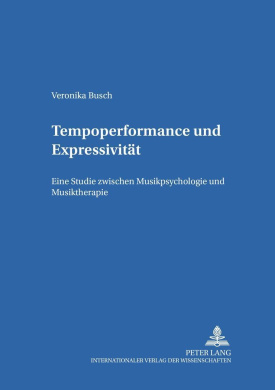 Veronika Busch
Tempoperformance und
Expressivität
Eine Studie zwischen Musikpsychologie und
Musiktherapie
PETER LANG
INTERNATIONALER VERLAG DER WISSENSCHAFTEN